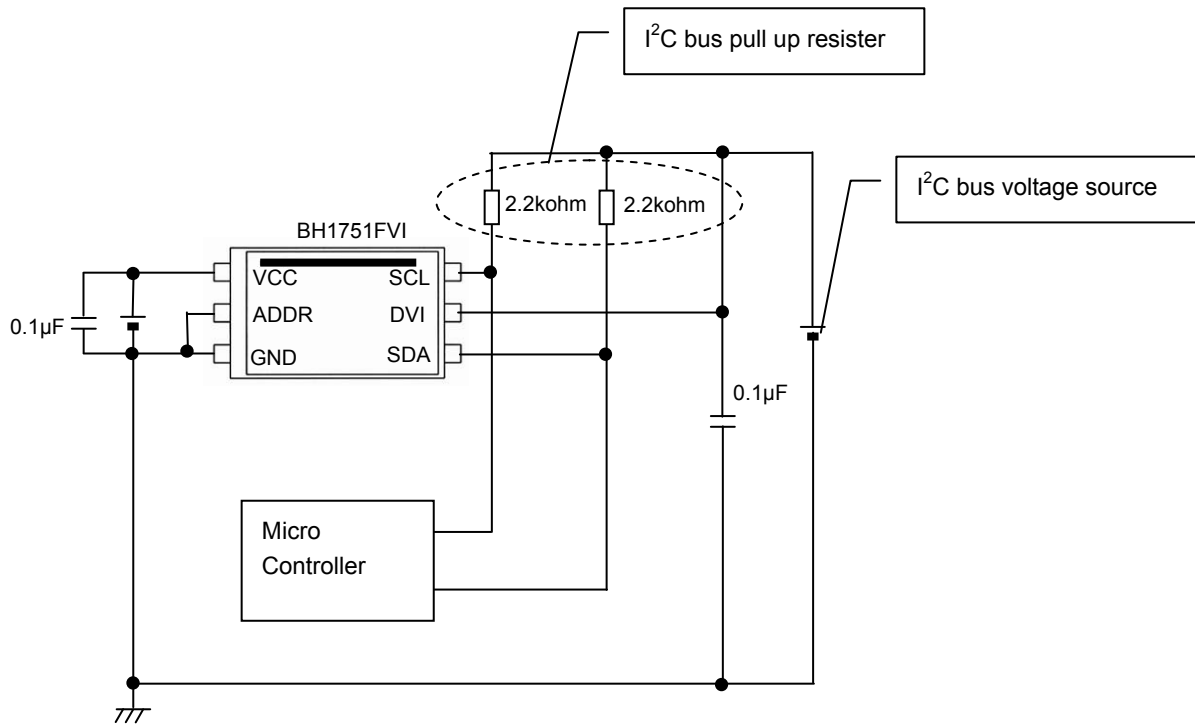 I²C bus pull up resister
I²C bus voltage source
2.2kohm 2.2kohm
BH1751FVI
VCC SCL
0.1µF
ADDR DVI
GND SDA
0.1µF
Micro
Controller